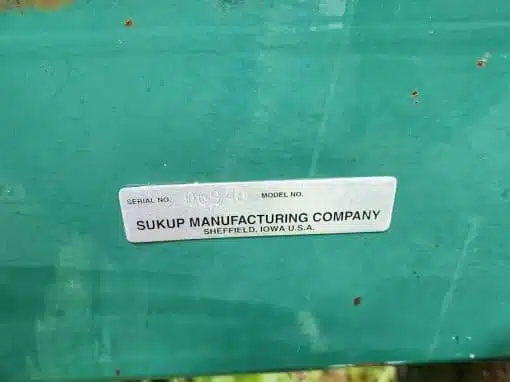 SERIAL NO. MODEL NO.
SUKUP MANUFACTURING COMPANY
SHEFFIELD, IOWA U.S.A.